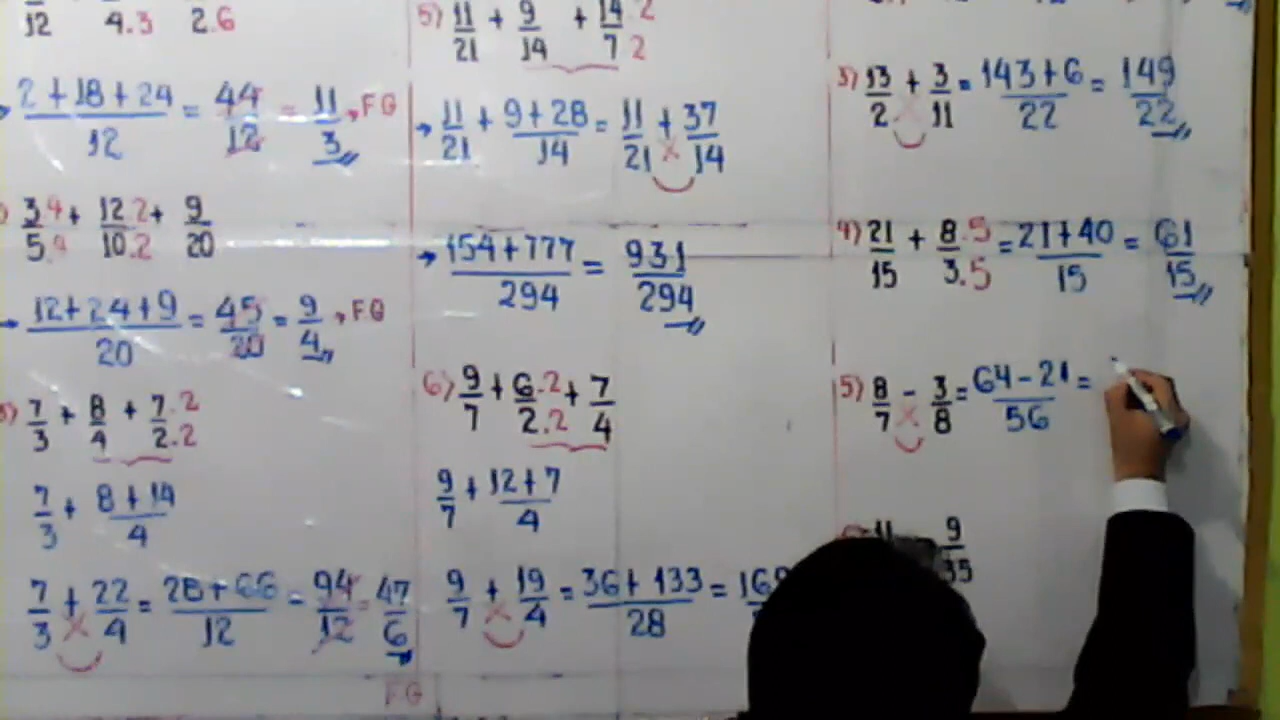 12 4.3 2.6
2 + 18 + 24 / 12 = 44 / 12 = 11 / 3 → FG
3.4 / 5.4 + 12.2 / 10.2 + 9 / 20
→ 12 + 24 + 9 / 20 = 45 / 20 = 9 / 4 → FG
7 / 3 + 8 / 4 + 7.2 / 2.2
7 / 3 + 8 + 14 / 4
7 / 3 + 22 / 4 = 28 + 66 / 12 = 94 / 12 = 47 / 6
FG
5) 11 / 21 + 9 / 14 + 14.2 / 7 2
→ 11 / 21 + 9 + 28 / 14 = 11 / 21 + 37 / 14
→ 154 + 777 / 294 = 931 / 294
6) 9 / 7 + 6.2 / 2.2 + 7 / 4
9 / 7 + 12 + 7 / 4
9 / 7 + 19 / 4 = 36 + 133 / 28 =
3) 13 / 2 + 3 / 11 = 143 + 6 / 22 = 149 / 22
4) 21 / 15 + 8.5 / 3.5 = 21 + 40 / 15 = 61 / 15
5) 8 / 7 - 3 / 8 = 64 - 21 / 56 =
11 9 / 35